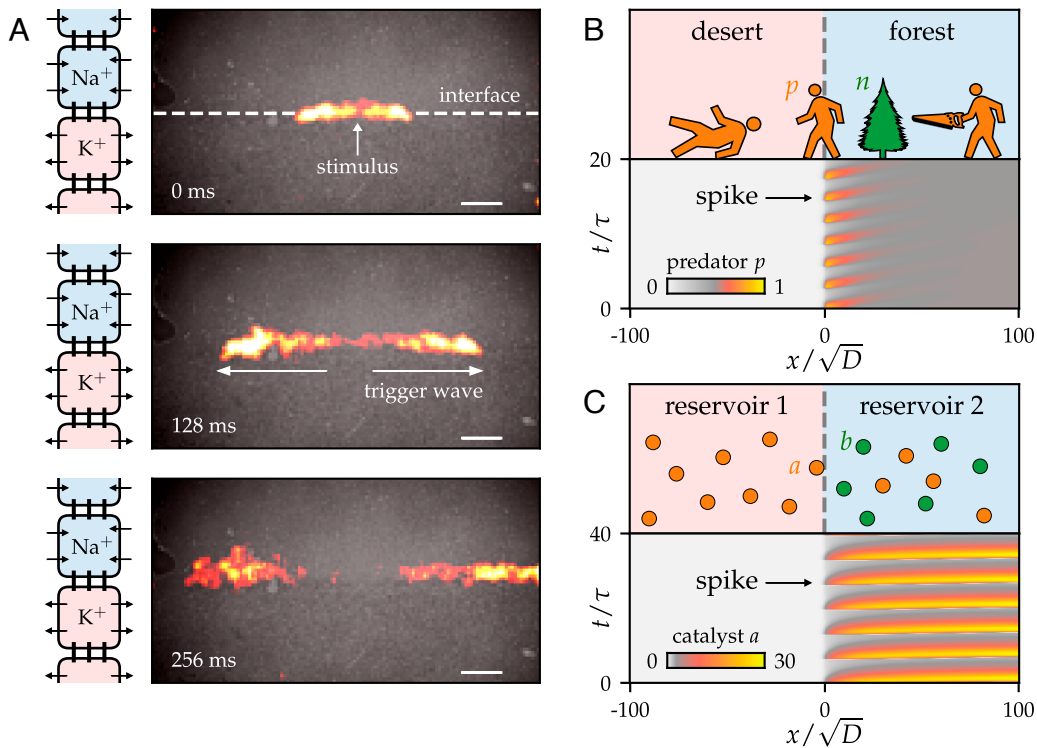 A
Na⁺
K⁺
interface
stimulus
0 ms
Na⁺
K⁺
trigger wave
128 ms
Na⁺
K⁺
256 ms
B
desert
forest
p
n
20
spike
t/τ
predator p
0
1
0
-100
0
100
x/√D
C
reservoir 1
reservoir 2
b
a
40
spike
t/τ
catalyst a
0
30
0
-100
0
100
x/√D